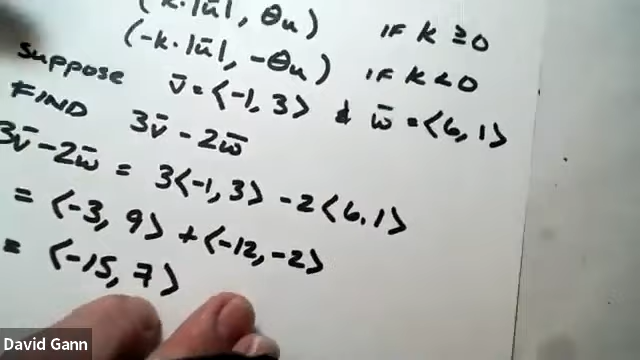 (k·|ū|, θu) IF k ≥ 0
(-k·|ū|, -θu) IF k < 0
Suppose v̄ = <-1, 3> & w̄ = <6, 1>
FIND 3v̄ - 2w̄
3v̄ - 2w̄ = 3<-1, 3> - 2<6, 1>
= <-3, 9> + <-12, -2>
= <-15, 7>
David Gann